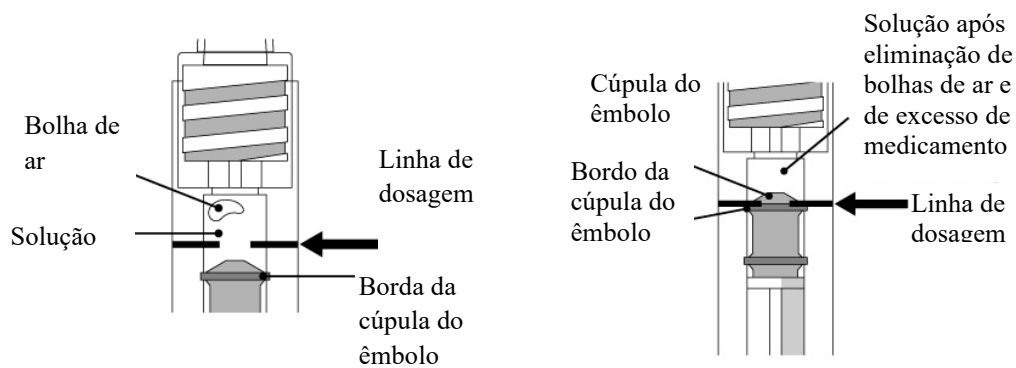 Bolha de
ar
Solução
Linha de
dosagem
Borda da
cúpula do
êmbolo
Cúpula do
êmbolo
Bordo da
cúpula do
êmbolo
Solução após
eliminação de
bolhas de ar e
de excesso de
medicamento
Linha de
dosagem